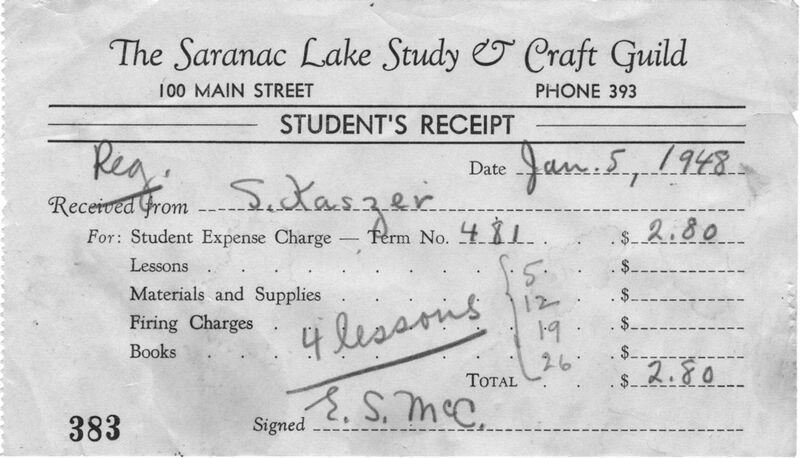 The Saranac Lake Study & Craft Guild
100 MAIN STREET PHONE 393
STUDENT'S RECEIPT
Reg. Date Jan. 5, 1948
Received from S. Kaszer
For: Student Expense Charge — Term No. 481 . . $ 2.80
Lessons . . . . . . . . . . 5 . $
Materials and Supplies . . . . . . 12 . $
Firing Charges . 4 lessons . . 19 . $
Books . . . . . . . . . 26 . $
TOTAL . . $ 2.80
383 Signed E. S. McC.